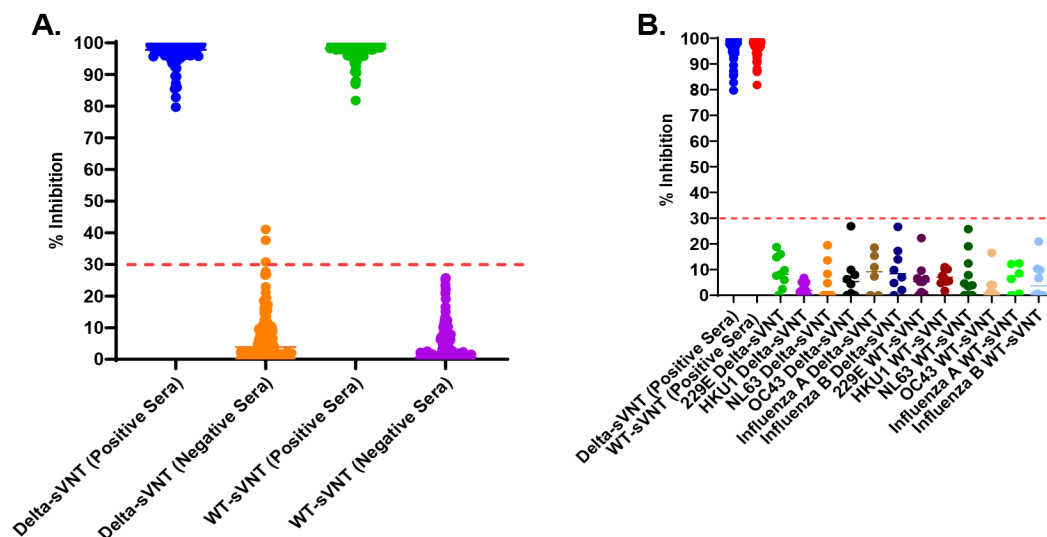 A.
% Inhibition
100
90
80
70
60
50
40
30
20
10
0
Delta-sVNT (Positive Sera)
Delta-sVNT (Negative Sera)
WT-sVNT (Positive Sera)
WT-sVNT (Negative Sera)
B.
% Inhibition
100
90
80
70
60
50
40
30
30
20
10
0
Delta-sVNT (Positive Sera)
WT-sVNT (Positive Sera)
229E Delta-sVNT
HKU1 Delta-sVNT
NL63 Delta-sVNT
OC43 Delta-sVNT
Influenza A Delta-sVNT
Influenza B Delta-sVNT
229E WT-sVNT
HKU1 WT-sVNT
NL63 WT-sVNT
OC43 WT-sVNT
Influenza A WT-sVNT
Influenza B WT-sVNT